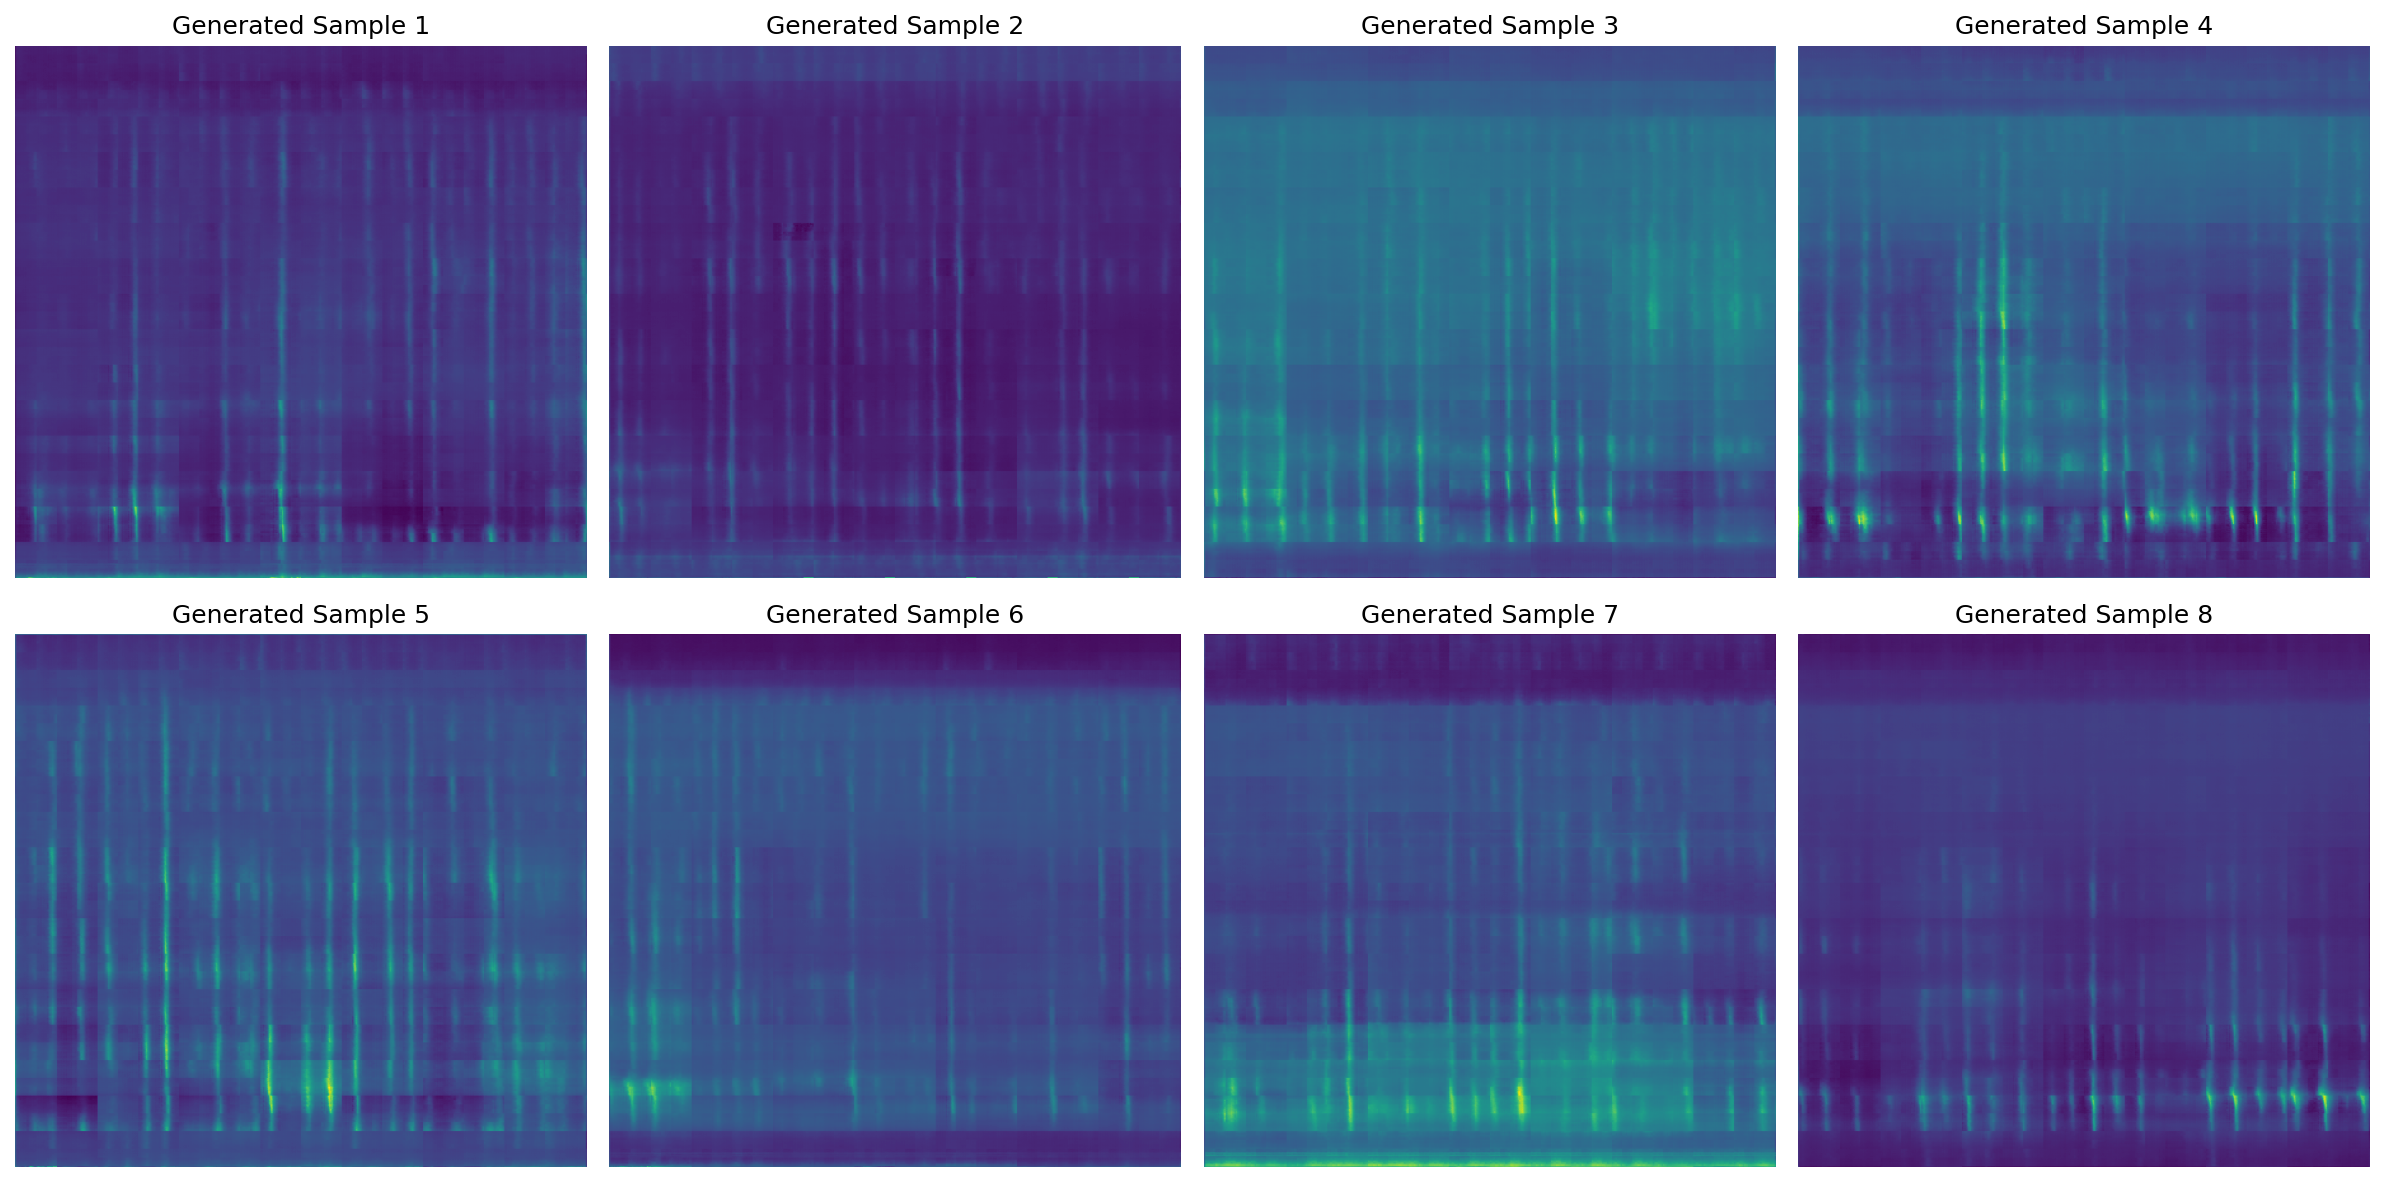 Generated Sample 1
Generated Sample 2
Generated Sample 3
Generated Sample 4
Generated Sample 5
Generated Sample 6
Generated Sample 7
Generated Sample 8